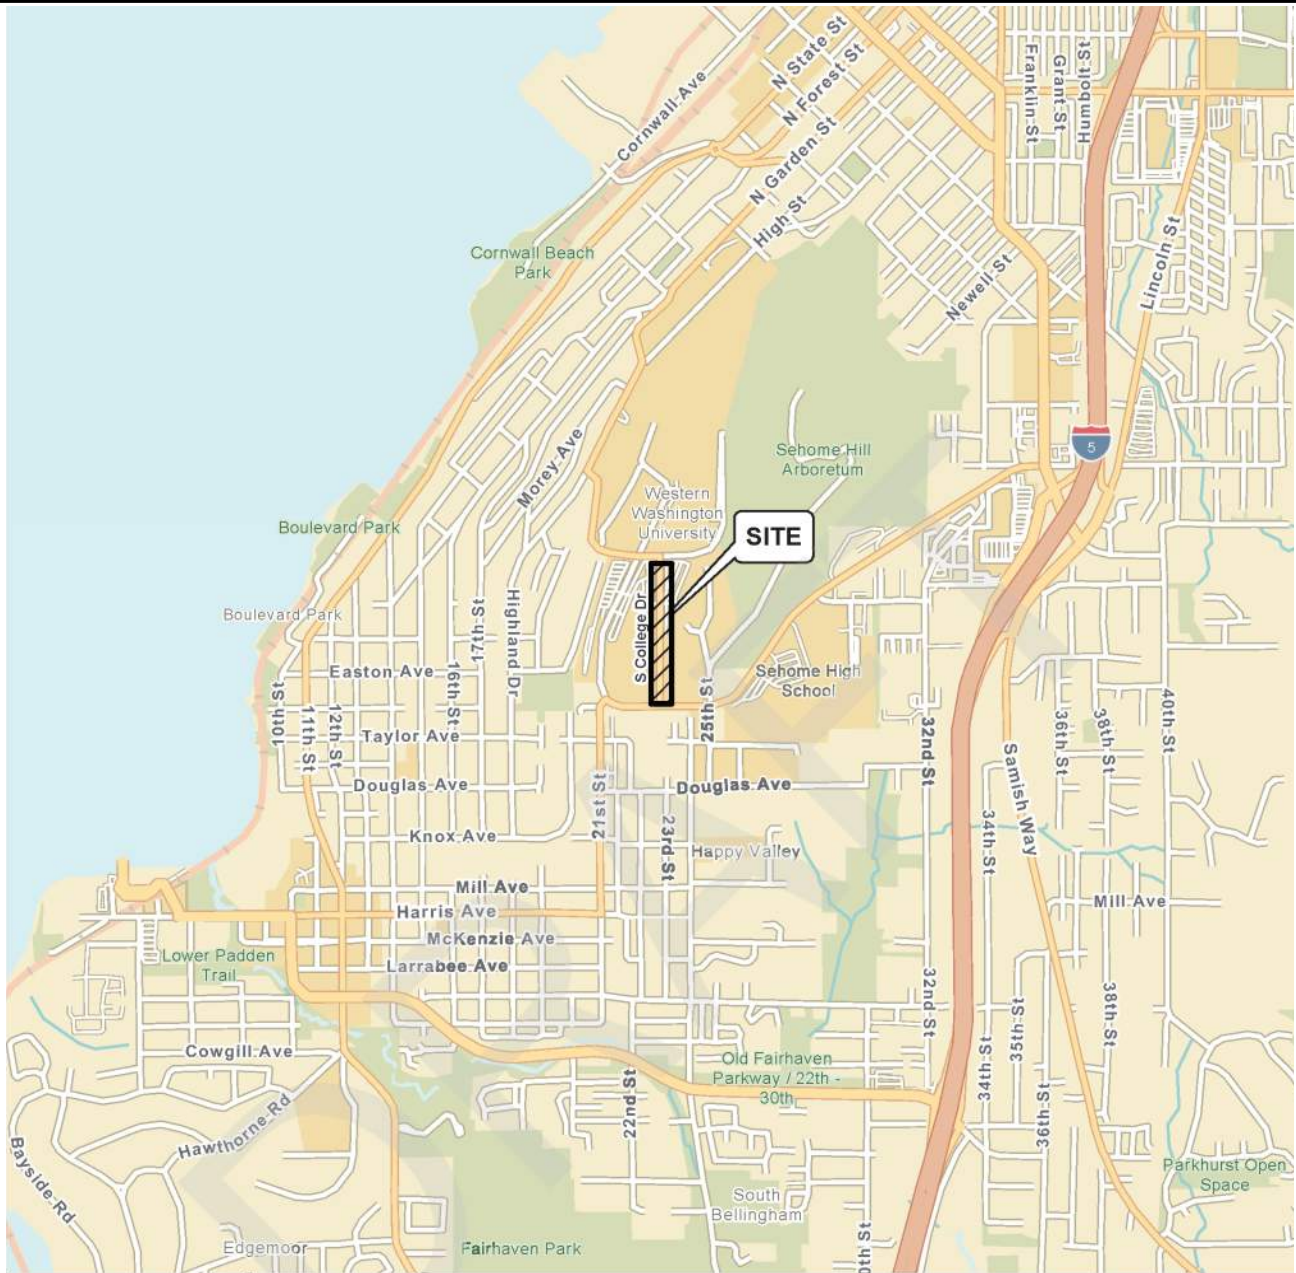 N State St
N Forest St
Cornwall Ave
N Garden St
High St
Franklin St
Grant St
Humbolt St
Lincoln St
Newell St
Cornwall Beach
Park
5
Sehome Hill
Arboretum
Morey Ave
Western
Washington
University
SITE
Boulevard Park
Boulevard Park
17th St
Highland Dr
S College Dr
Easton Ave
16th St
Sehome High
School
10th St
11th St
12th St
25th St
32nd St
36th St
38th St
40th St
Taylor Ave
Samish Way
Douglas Ave
Douglas Ave
21st St
23rd St
34th St
Knox Ave
Happy Valley
Mill Ave
Mill Ave
Harris Ave
McKenzie Ave
Larrabee Ave
Lower Padden
Trail
32nd St
35th St
38th St
34th St
Cowgill Ave
Old Fairhaven
Parkway / 22th -
30th
22nd St
36th St
Hawthorne Rd
Bayside Rd
Parkhurst Open
Space
South
Bellingham
Edgemoor
Fairhaven Park
0th St